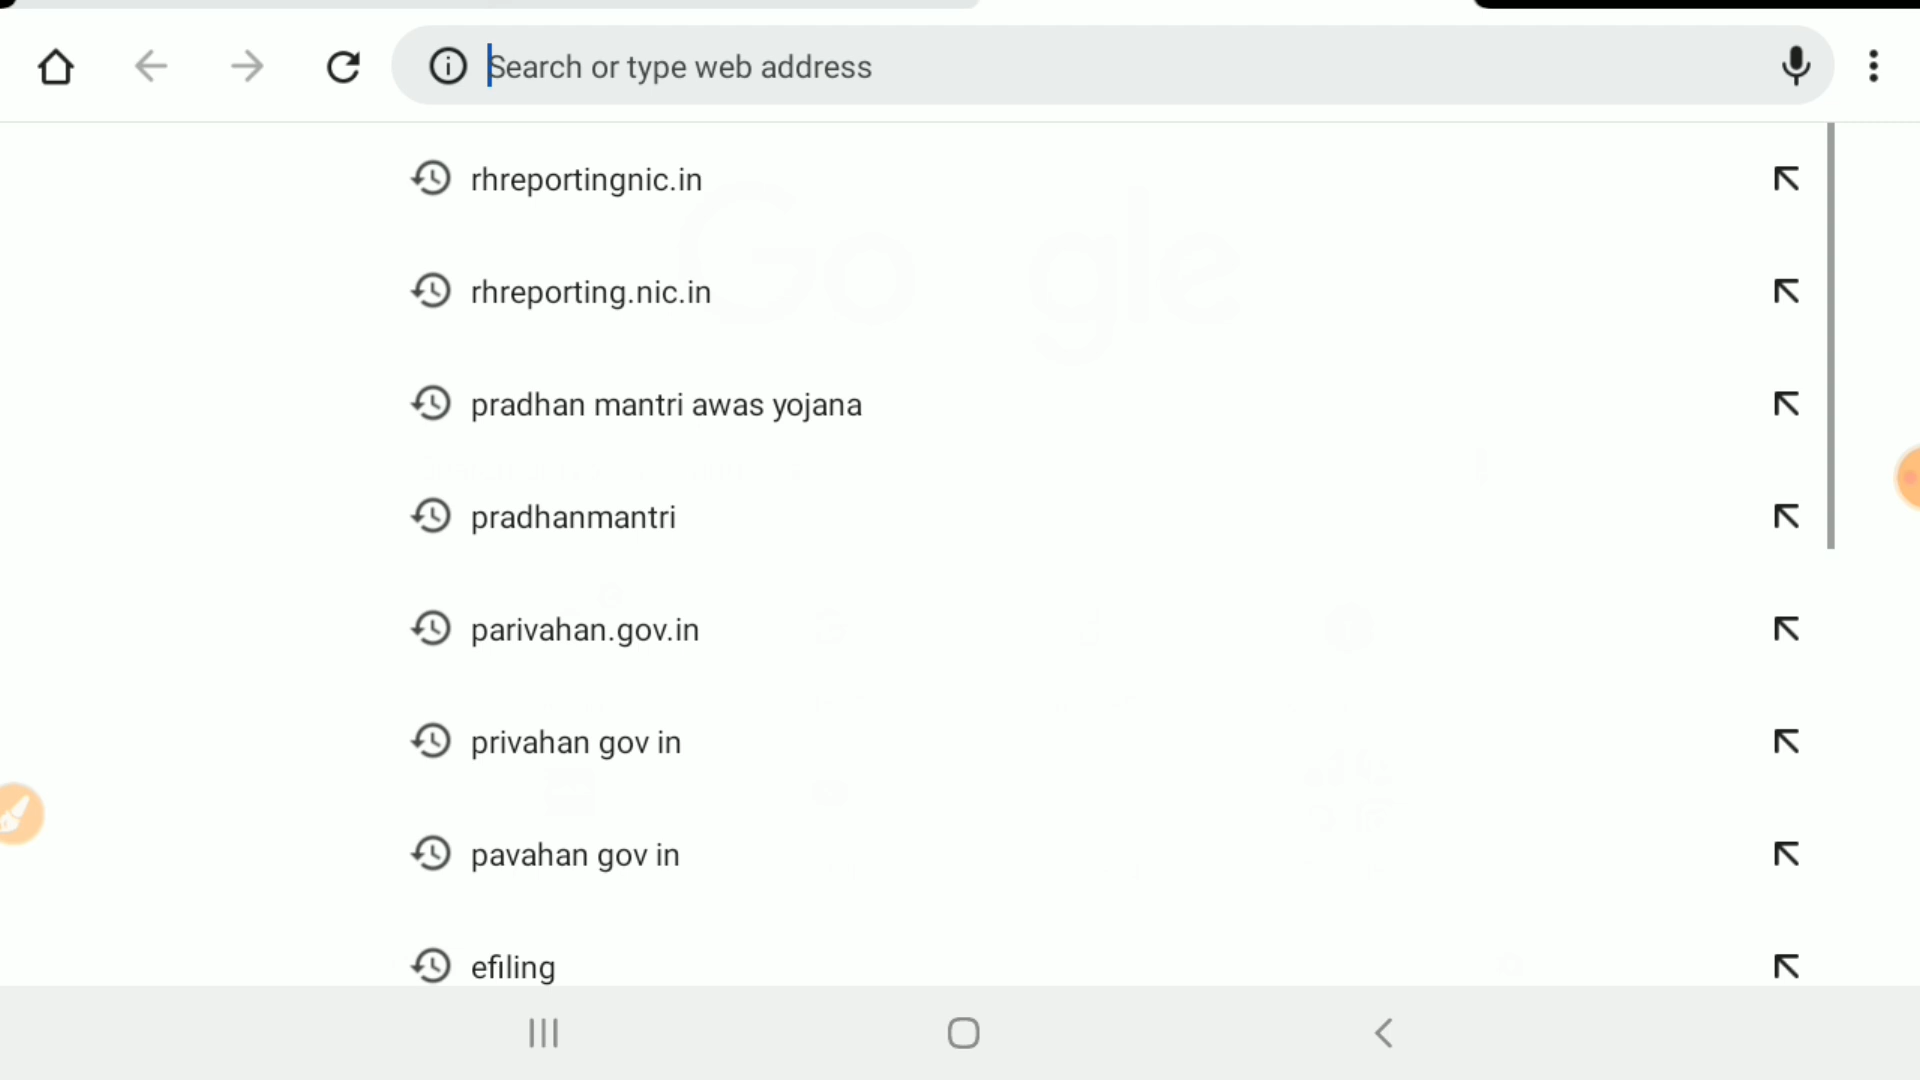 Search or type web address
rhreportingnic.in
rhreporting.nic.in
pradhan mantri awas yojana
pradhanmantri
parivahan.gov.in
privahan gov in
pavahan gov in
efiling